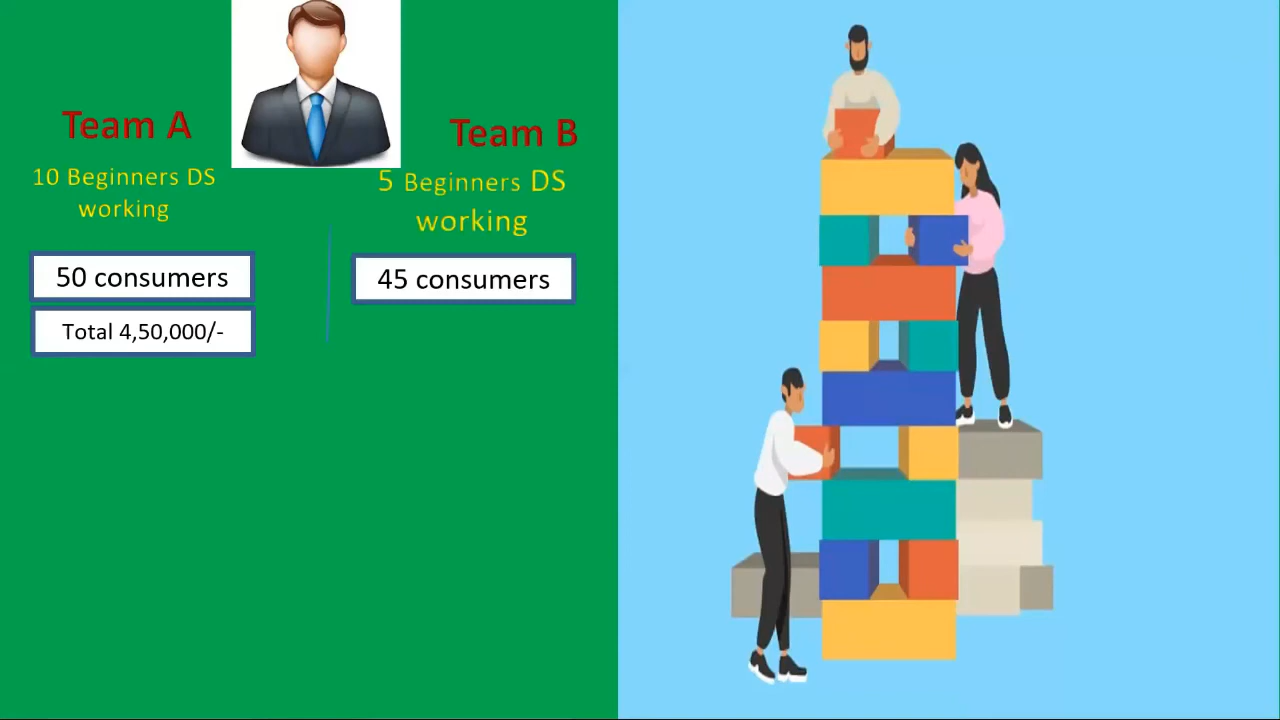 Team A
10 Beginners DS
working
50 consumers
Total 4,50,000/-
Team B
5 Beginners DS
working
45 consumers